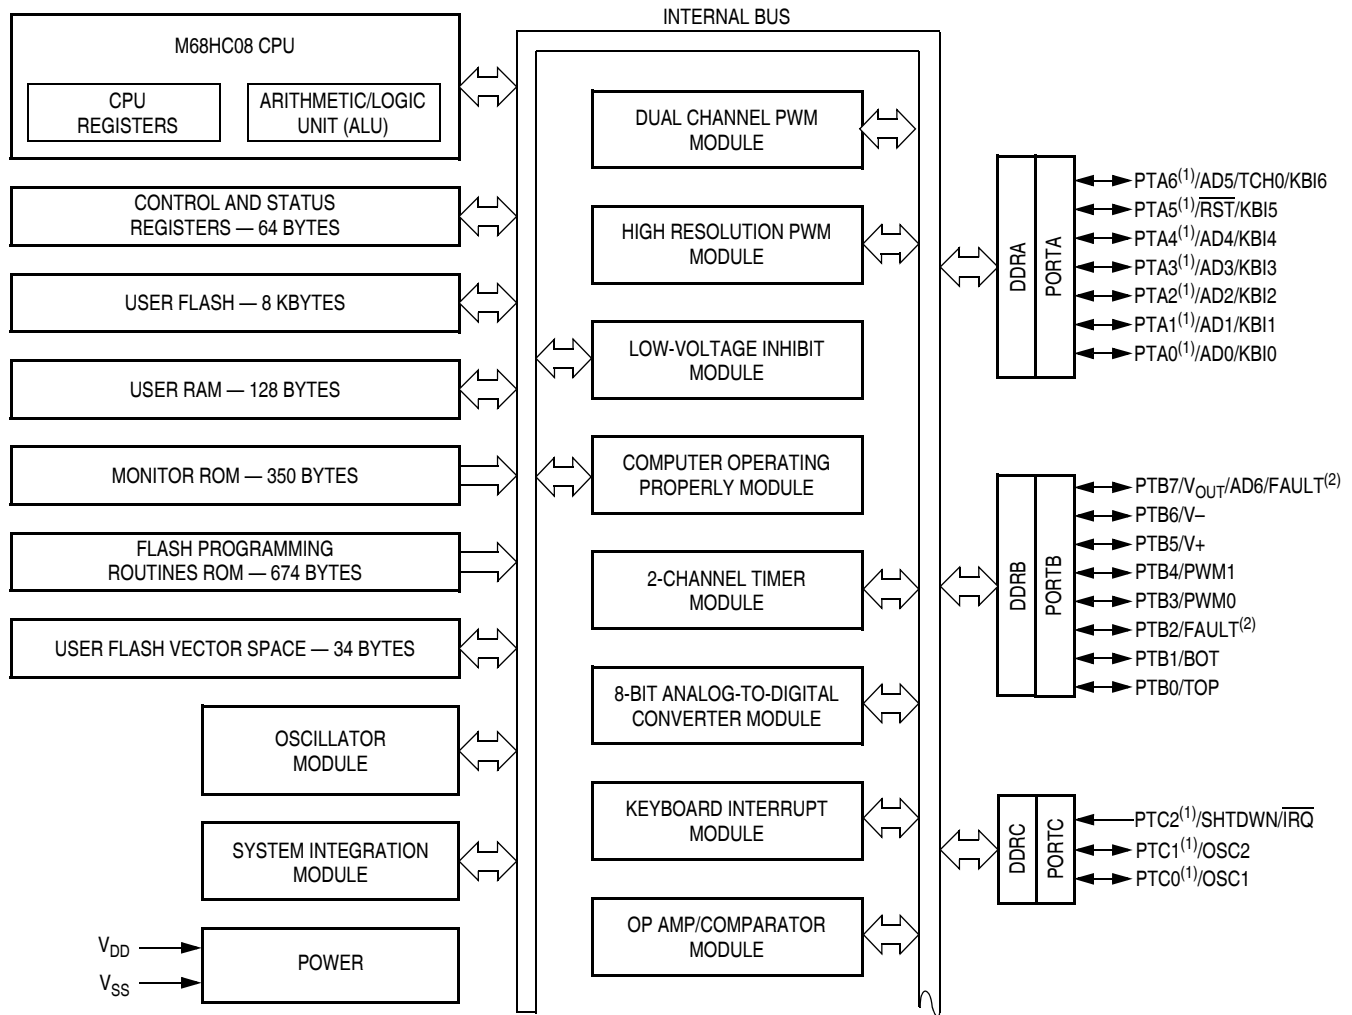 INTERNAL BUS
M68HC08 CPU
CPU
REGISTERS
ARITHMETIC/LOGIC
UNIT (ALU)
CONTROL AND STATUS
REGISTERS — 64 BYTES
USER FLASH — 8 KBYTES
USER RAM — 128 BYTES
MONITOR ROM — 350 BYTES
FLASH PROGRAMMING
ROUTINES ROM — 674 BYTES
USER FLASH VECTOR SPACE — 34 BYTES
OSCILLATOR
MODULE
SYSTEM INTEGRATION
MODULE
VDD
VSS
POWER
DUAL CHANNEL PWM
MODULE
HIGH RESOLUTION PWM
MODULE
LOW-VOLTAGE INHIBIT
MODULE
COMPUTER OPERATING
PROPERLY MODULE
2-CHANNEL TIMER
MODULE
8-BIT ANALOG-TO-DIGITAL
CONVERTER MODULE
KEYBOARD INTERRUPT
MODULE
OP AMP/COMPARATOR
MODULE
DDRA
PORTA
PTA6(1)/AD5/TCH0/KBI6
PTA5(1)/RST/KBI5
PTA4(1)/AD4/KBI4
PTA3(1)/AD3/KBI3
PTA2(1)/AD2/KBI2
PTA1(1)/AD1/KBI1
PTA0(1)/AD0/KBI0
DDRB
PORTB
PTB7/VOUT/AD6/FAULT(2)
PTB6/V–
PTB5/V+
PTB4/PWM1
PTB3/PWM0
PTB2/FAULT(2)
PTB1/BOT
PTB0/TOP
DDRC
PORTC
PTC2(1)/SHTDWN/IRQ
PTC1(1)/OSC2
PTC0(1)/OSC1